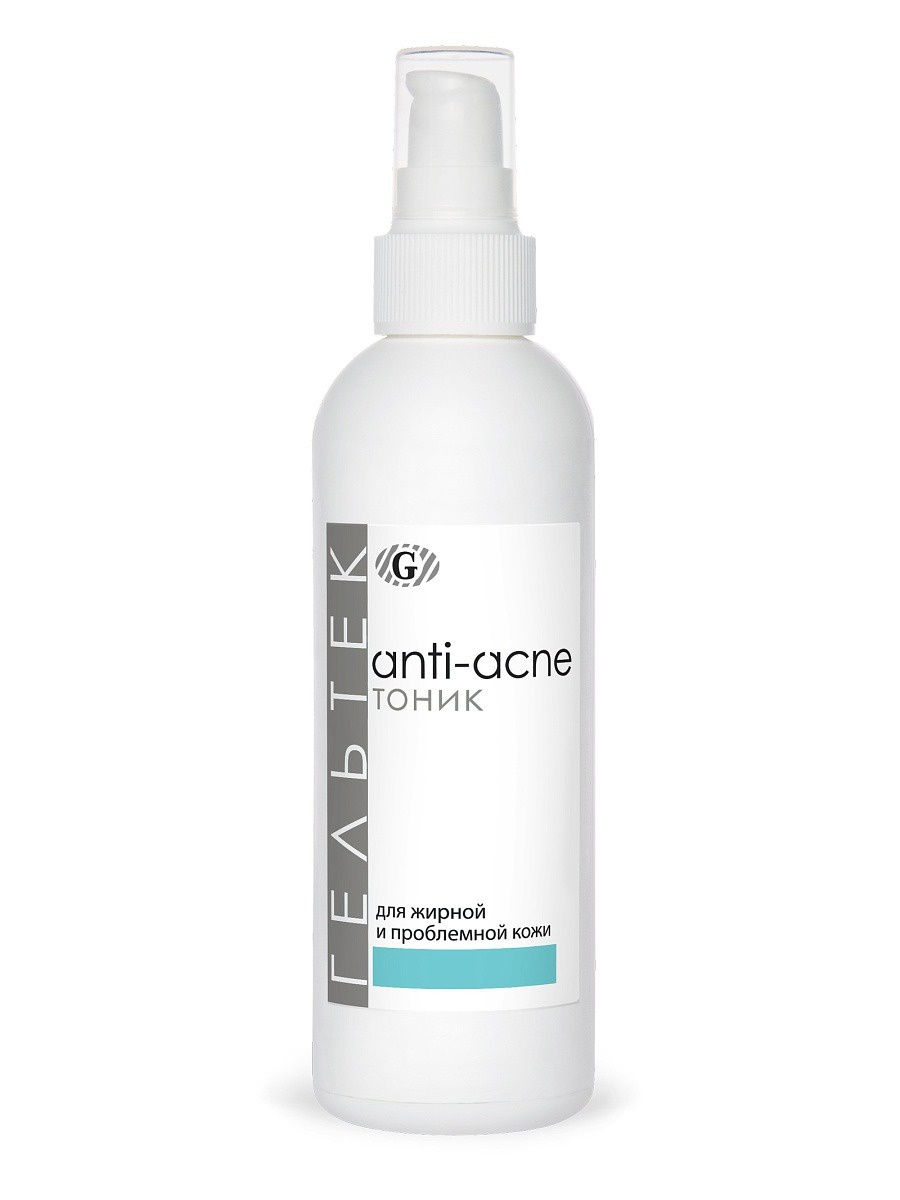 ГЕЛЬТЕК
G
anti-acne
тоник
для жирной
и проблемной кожи